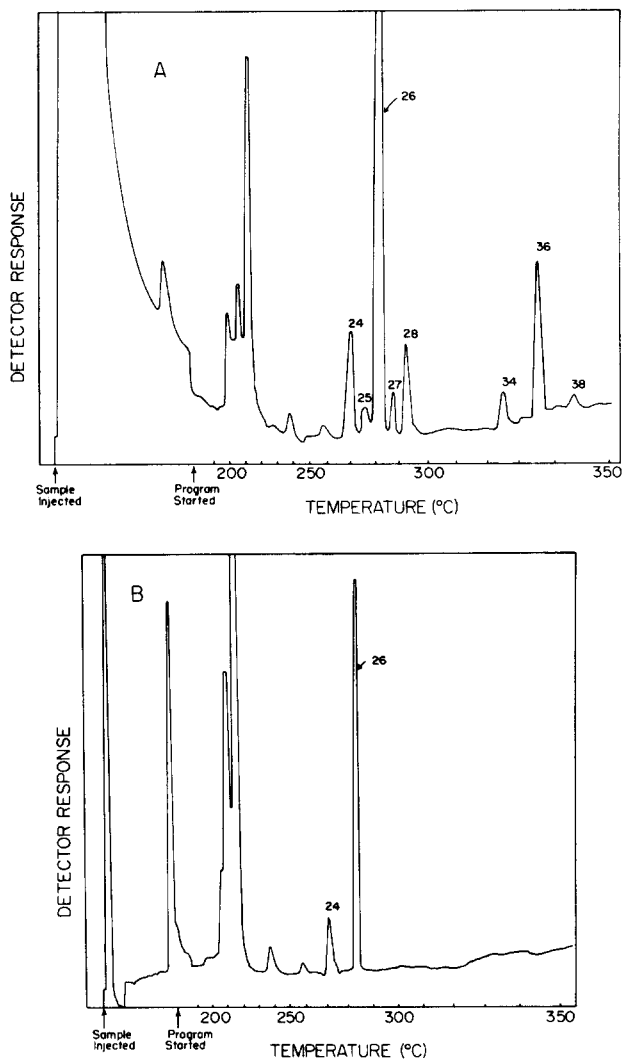 A
26
36
24
28
25
27
34
38
DETECTOR RESPONSE
200
250
300
350
Sample
Injected
Program
Started
TEMPERATURE (°C)
B
26
24
DETECTOR RESPONSE
200
250
300
350
Sample
Injected
Program
Started
TEMPERATURE (°C)